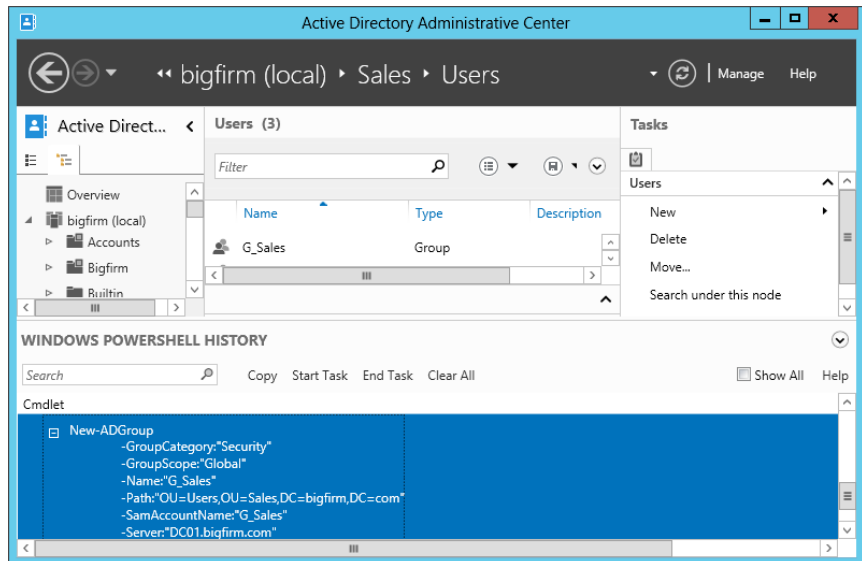 Active Directory Administrative Center
bigfirm (local) Sales Users
Manage Help
Active Direct...
Overview
bigfirm (local)
Accounts
Bigfirm
Builtin
Users (3)
Filter
Name Type Description
G_Sales Group
Tasks
Users
New
Delete
Move...
Search under this node
WINDOWS POWERSHELL HISTORY
Search Copy Start Task End Task Clear All Show All Help
Cmdlet
New-ADGroup
-GroupCategory:"Security"
-GroupScope:"Global"
-Name:"G_Sales"
-Path:"OU=Users,OU=Sales,DC=bigfirm,DC=com"
-SamAccountName:"G_Sales"
-Server:"DC01.bigfirm.com"